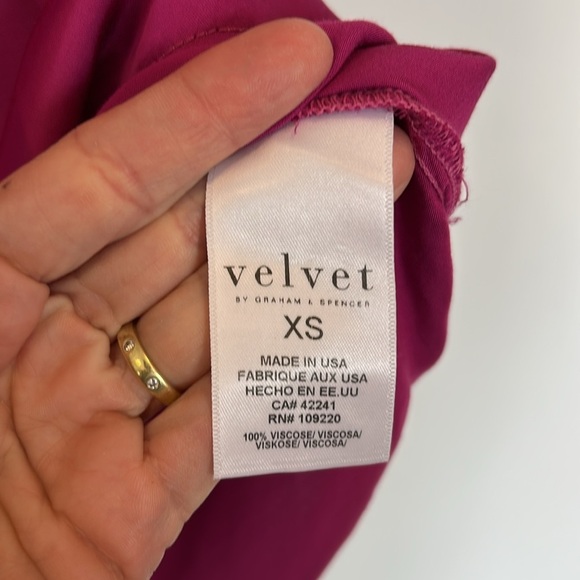 velvet
BY GRAHAM & SPENCER
XS
MADE IN USA
FABRIQUE AUX USA
HECHO EN EE.UU
CA# 42241
RN# 109220
100% VISCOSE/ VISCOSA/
VISKOSE/ VISCOSA/